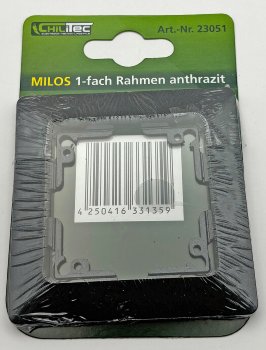 CHILITEC
Art.-Nr. 23051
MILOS 1-fach Rahmen anthrazit
4 250416 331359